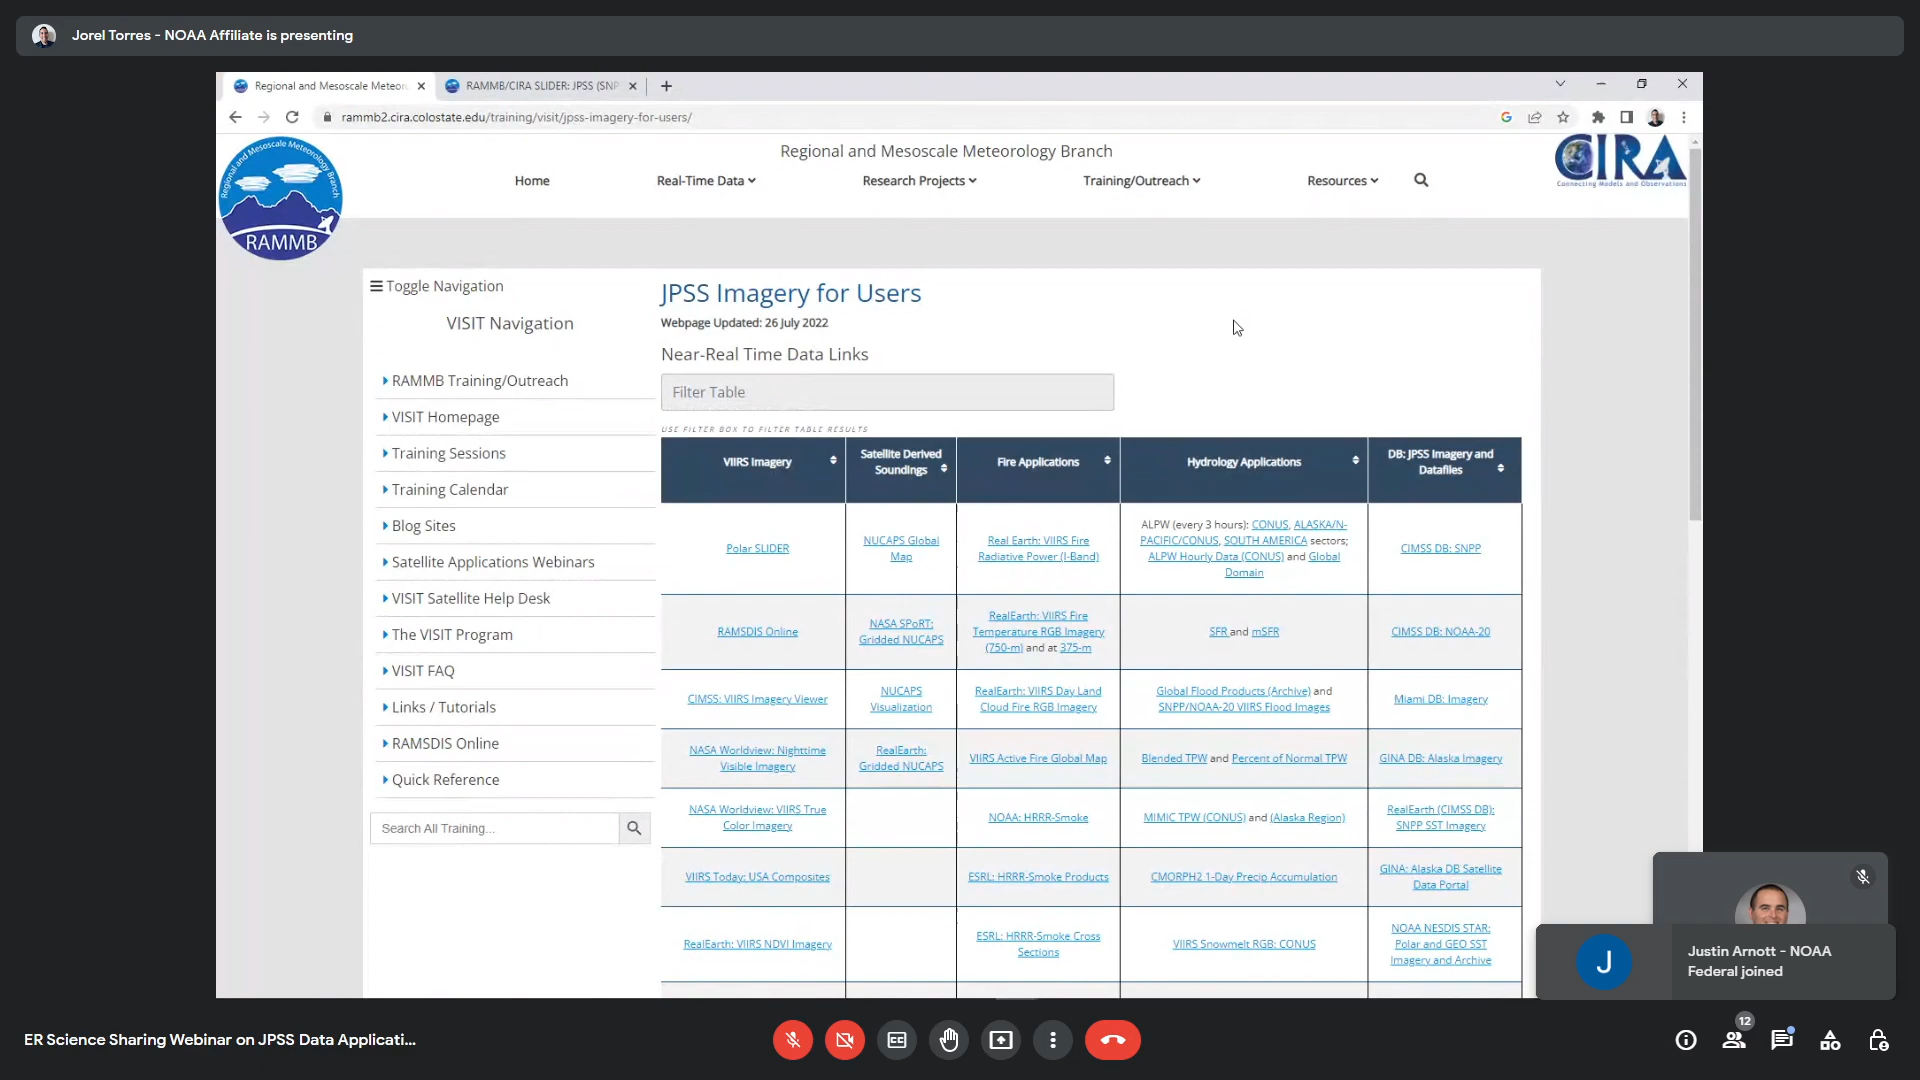 Jorel Torres - NOAA Affiliate is presenting
Regional and Mesoscale Meteor
RAMMB/CIRA SLIDER: JPSS (SNP
rammb2.cira.colostate.edu/training/visit/jpss-imagery-for-users/
Regional and Mesoscale Meteorology Branch
RAMMB
Regional and Mesoscale Meteorology Branch
Home
Real-Time Data
Research Projects
Training/Outreach
Resources
CIRA
Connecting Models and Observations
Toggle Navigation
VISIT Navigation
RAMMB Training/Outreach
VISIT Homepage
Training Sessions
Training Calendar
Blog Sites
Satellite Applications Webinars
VISIT Satellite Help Desk
The VISIT Program
VISIT FAQ
Links / Tutorials
RAMSDIS Online
Quick Reference
Search All Training...
JPSS Imagery for Users
Webpage Updated: 26 July 2022
Near-Real Time Data Links
Filter Table
USE FILTER BOX TO FILTER TABLE RESULTS
VIIRS Imagery
Satellite Derived
Soundings
Fire Applications
Hydrology Applications
DB: JPSS Imagery and
Datafiles
Polar SLIDER
NUCAPS Global
Map
Real Earth: VIIRS Fire
Radiative Power (I-Band)
ALPW (every 3 hours): CONUS, ALASKA/N-
PACIFIC/CONUS, SOUTH AMERICA sectors;
ALPW Hourly Data (CONUS) and Global
Domain
CIMSS DB: SNPP
RAMSDIS Online
NASA SPoRT:
Gridded NUCAPS
RealEarth: VIIRS Fire
Temperature RGB Imagery
(750-m) and at 375-m
SFR and mSFR
CIMSS DB: NOAA-20
CIMSS: VIIRS Imagery Viewer
NUCAPS
Visualization
RealEarth: VIIRS Day Land
Cloud Fire RGB Imagery
Global Flood Products (Archive) and
SNPP/NOAA-20 VIIRS Flood Images
Miami DB: Imagery
NASA Worldview: Nighttime
Visible Imagery
RealEarth:
Gridded NUCAPS
VIIRS Active Fire Global Map
Blended TPW and Percent of Normal TPW
GINA DB: Alaska Imagery
NASA Worldview: VIIRS True
Color Imagery
NOAA: HRRR-Smoke
MIMIC TPW (CONUS) and (Alaska Region)
RealEarth (CIMSS DB):
SNPP SST Imagery
VIIRS Today: USA Composites
ESRL: HRRR-Smoke Products
CMORPH2 1-Day Precip Accumulation
GINA: Alaska DB Satellite
Data Portal
RealEarth: VIIRS NDVI Imagery
ESRL: HRRR-Smoke Cross
Sections
VIIRS Snowmelt RGB: CONUS
NOAA NESDIS STAR:
Polar and GEO SST
Imagery and Archive
J
Justin Arnott - NOAA
Federal joined
ER Science Sharing Webinar on JPSS Data Applicati...
12